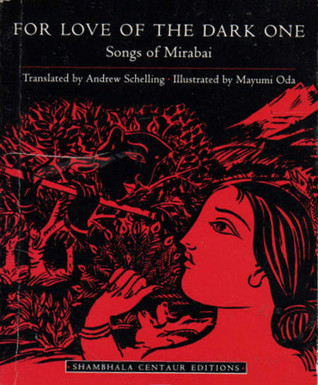 FOR LOVE OF THE DARK ONE
Songs of Mirabai
Translated by Andrew Schelling · Illustrated by Mayumi Oda
· SHAMBHALA CENTAUR EDITIONS ·